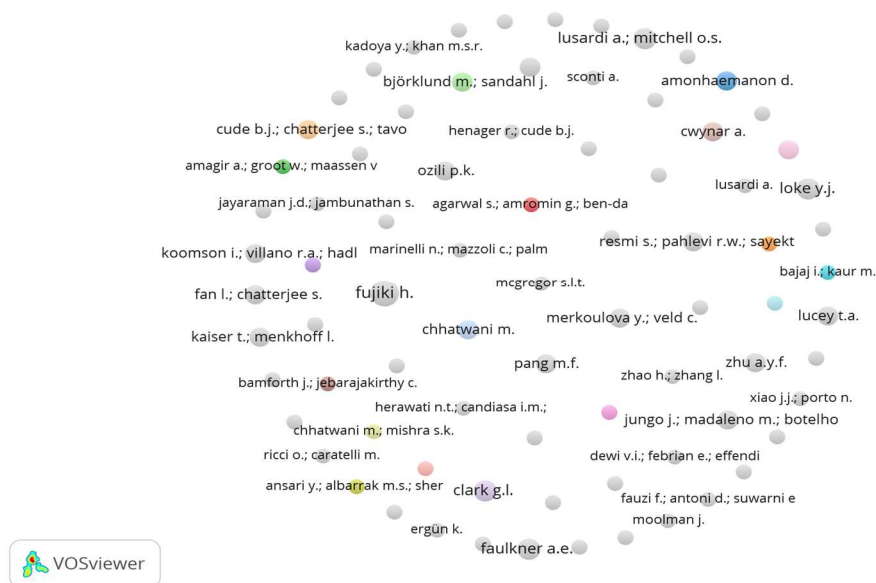 lusardi a.; mitchell o.s.
kadoya y.; khan m.s.r.
björklund m.; sandahl j.
sconti a.
amonhaemanon d.
cude b.j.; chatterjee s.; tavo
henager r.; cude b.j.
cwynar a.
amagir a.; groot w.; maassen v
ozili p.k.
lusardi a.
loke y.j.
jayaraman j.d.; jambunathan s.
agarwal s.; amromin g.; ben-da
resmi s.; pahlevi r.w.; sayekt
koomson i.; villano r.a.; hadl
marinelli n.; mazzoli c.; palm
bajaj i.; kaur m.
mcgregor s.l.t.
fan l.; chatterjee s.
fujiki h.
merkoulova y.; veld c.
lucey t.a.
chhatwani m.
kaiser t.; menkhoff l.
pang m.f.
zhu a.y.f.
zhao h.; zhang l.
bamforth j.; jebarajakirthy c.
xiao j.j.; porto n.
herawati n.t.; candiasa i.m.;
jungo j.; madaleno m.; botelho
chhatwani m.; mishra s.k.
ricci o.; caratelli m.
dewi v.i.; febrian e.; effendi
ansari y.; albarrak m.s.; sher
clark g.l.
fauzi f.; antoni d.; suwarni e
moolman j.
ergün k.
faulkner a.e.
VOSviewer